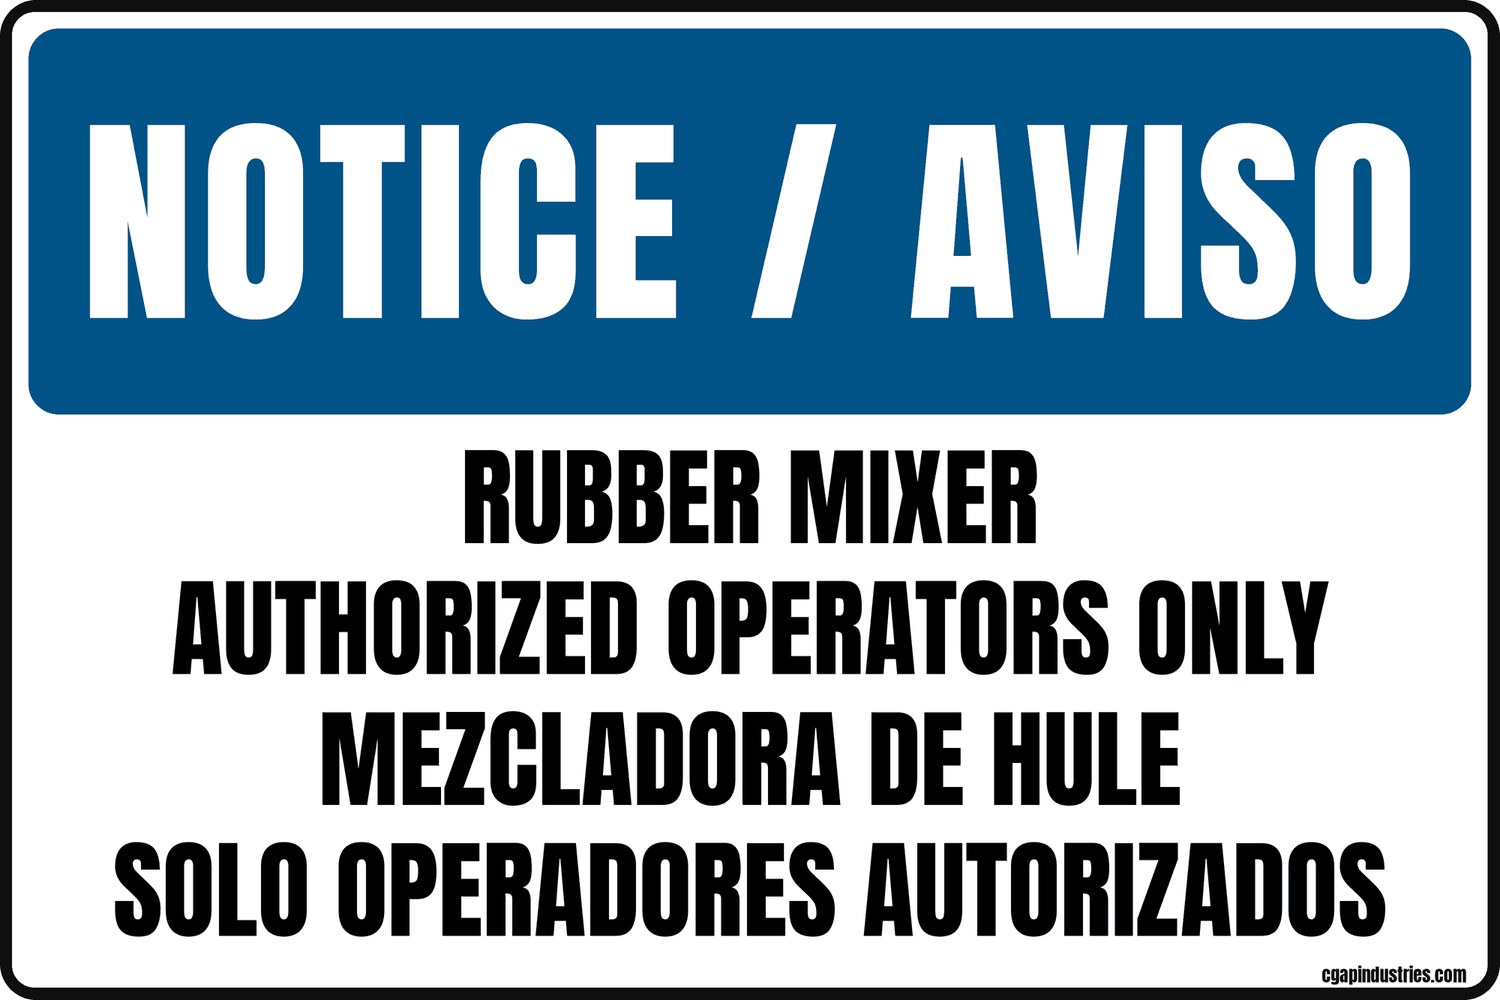 NOTICE / AVISO
RUBBER MIXER
AUTHORIZED OPERATORS ONLY
MEZCLADORA DE HULE
SOLO OPERADORES AUTORIZADOS
cgapindustries.com